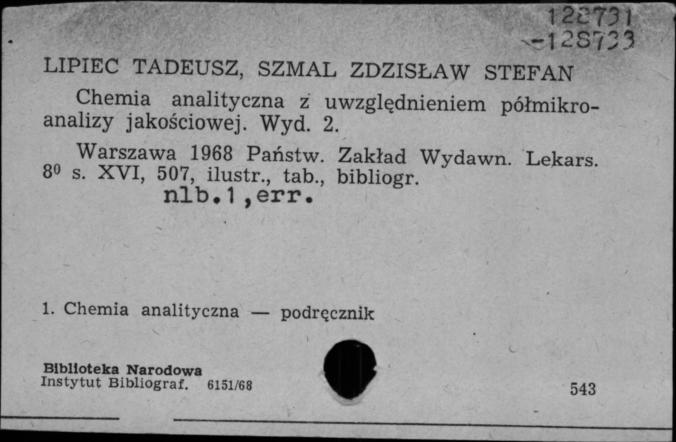 128731
-128733
LIPIEC TADEUSZ, SZMAL ZDZISŁAW STEFAN
Chemia analityczna z uwzględnieniem półmikro-
analizy jakościowej. Wyd. 2.
Warszawa 1968 Państw. Zakład Wydawn. Lekars.
8⁰ s. XVI, 507, ilustr., tab., bibliogr.
nlb.1,err.
1. Chemia analityczna — podręcznik
Biblioteka Narodowa
Instytut Bibliograf. 6151/68
543